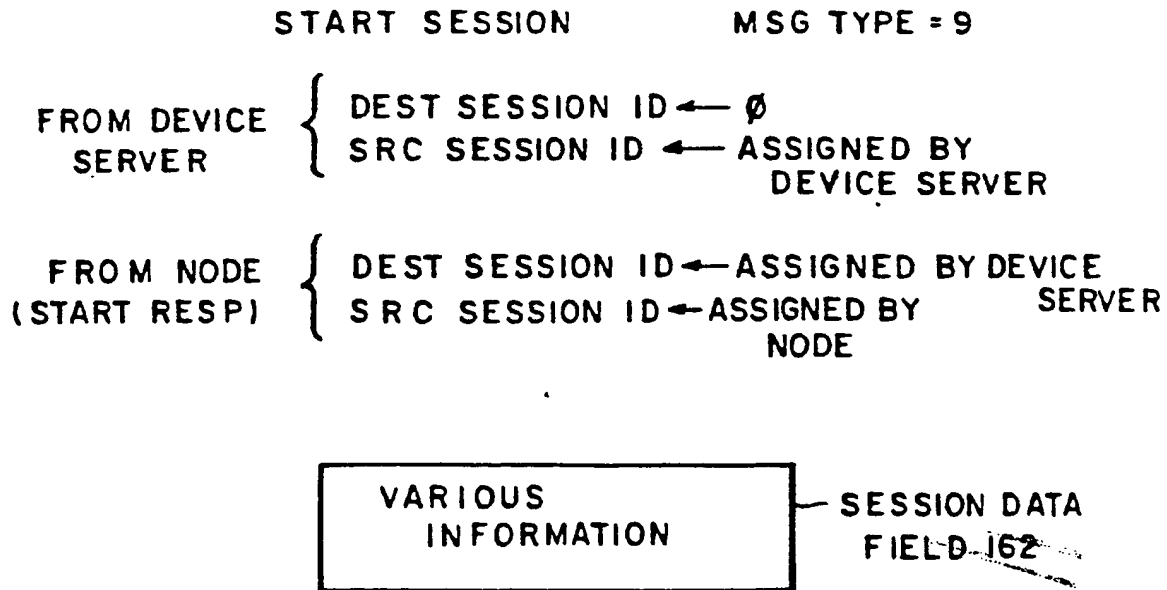 START SESSION MSG TYPE = 9
FROM DEVICE SERVER
DEST SESSION ID ← Ø
SRC SESSION ID ← ASSIGNED BY DEVICE SERVER
FROM NODE
(START RESP)
DEST SESSION ID ← ASSIGNED BY DEVICE SERVER
SRC SESSION ID ← ASSIGNED BY NODE
VARIOUS
INFORMATION
SESSION DATA
FIELD 162